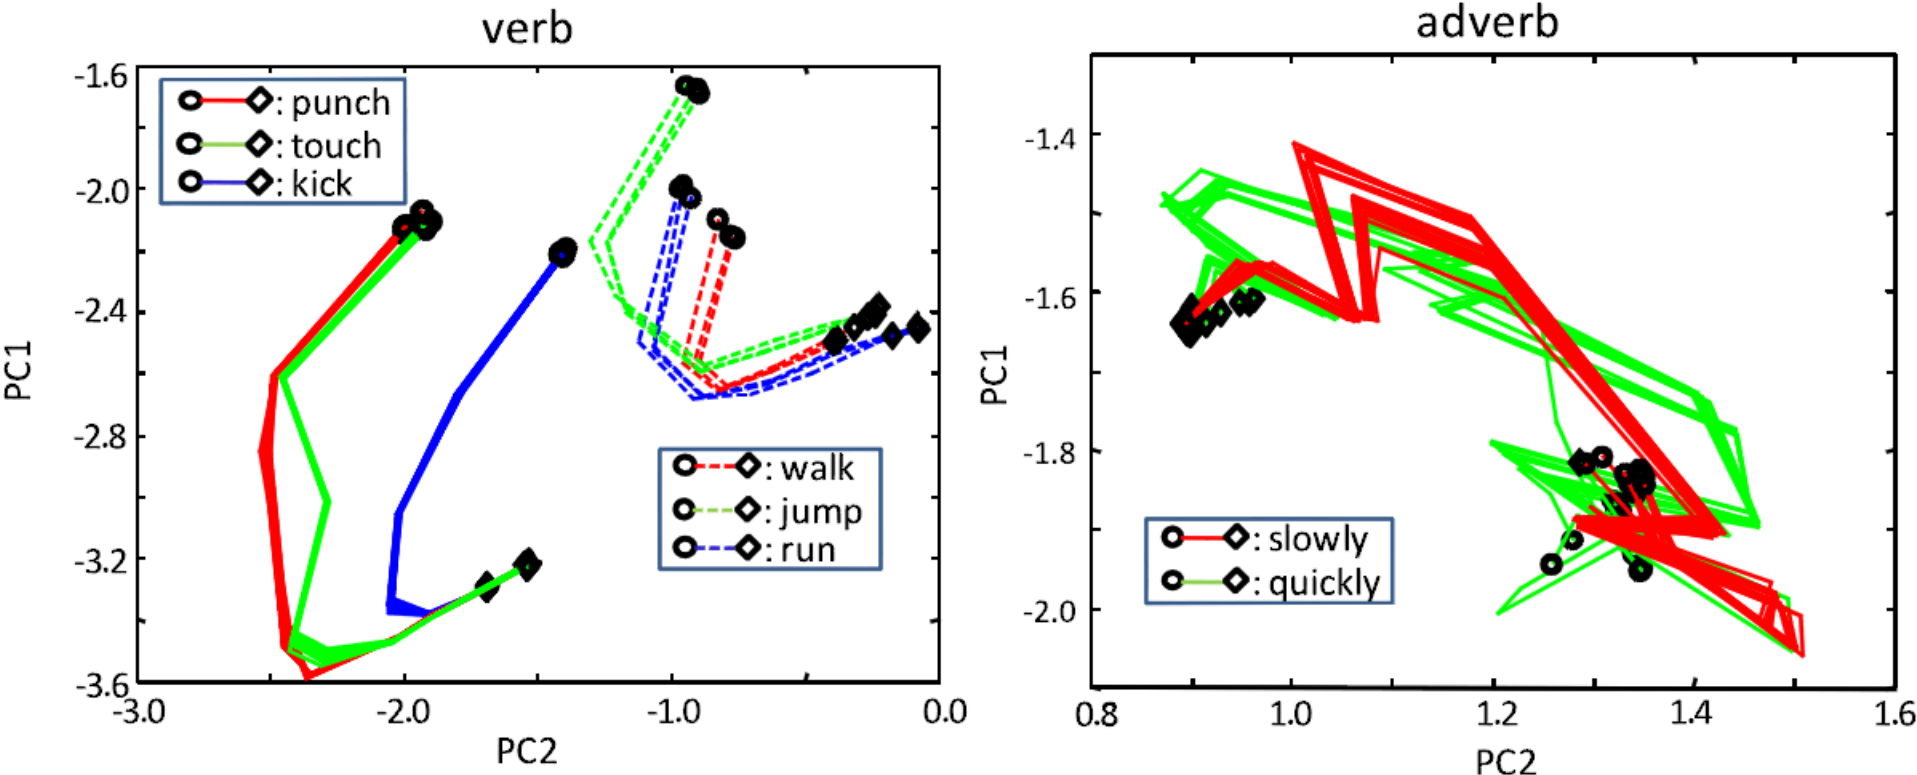 verb
-1.6
-2.0
-2.4
-2.8
-3.2
-3.6
PC1
-3.0
-2.0
-1.0
0.0
PC2
: punch
: touch
: kick
: walk
: jump
: run
adverb
-1.4
-1.6
-1.8
-2.0
PC1
0.8
1.0
1.2
1.4
1.6
PC2
: slowly
: quickly